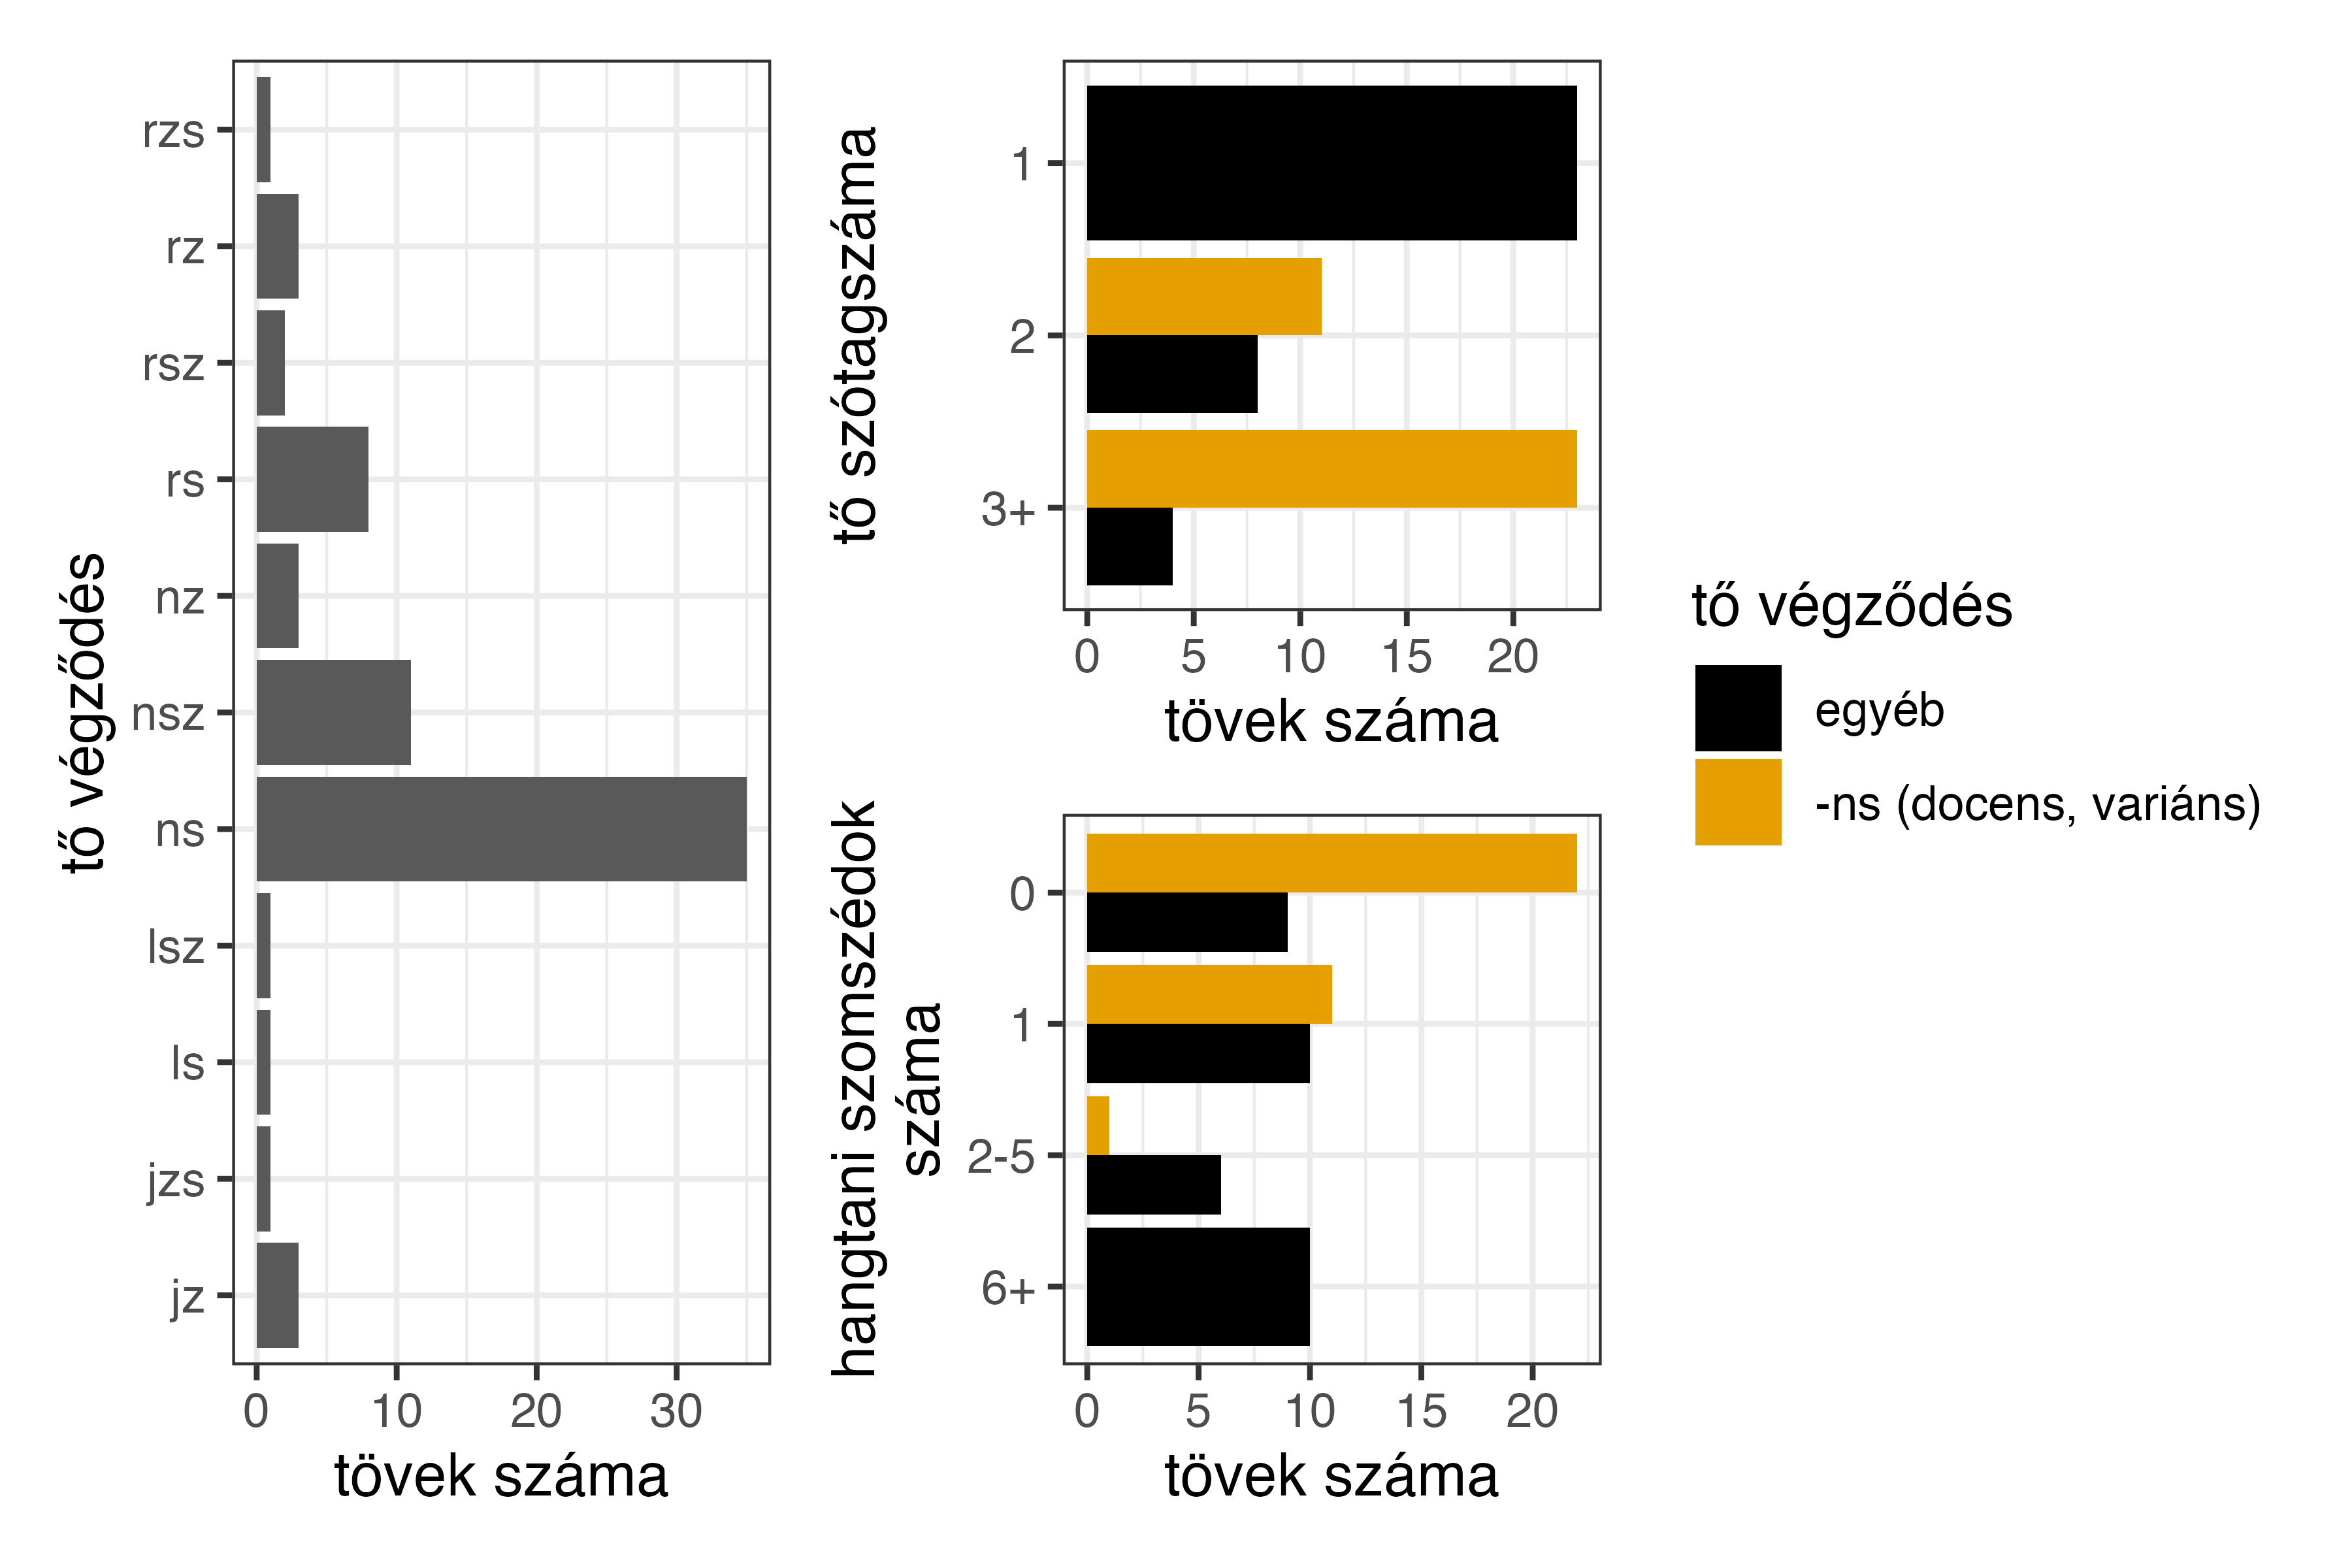 tő végződés
rzs
rz
rsz
rs
nz
nsz
ns
lsz
ls
jzs
jz
0 10 20 30
tövek száma
tő szótagszáma
1
2
3+
0 5 10 15 20
tövek száma
hangtani szomszédok
száma
0
1
2-5
6+
0 5 10 15 20
tövek száma
tő végződés
egyéb
-ns (docens, variáns)